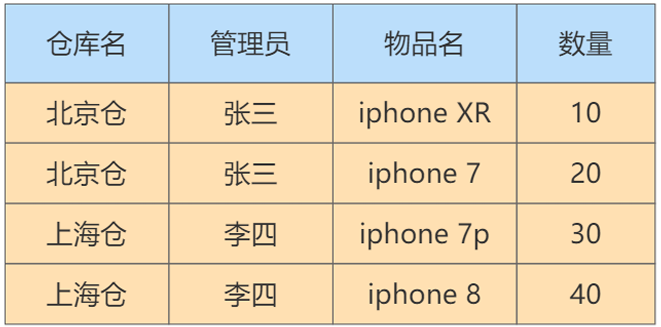 仓库名 管理员 物品名 数量
北京仓 张三 iphone XR 10
北京仓 张三 iphone 7 20
上海仓 李四 iphone 7p 30
上海仓 李四 iphone 8 40